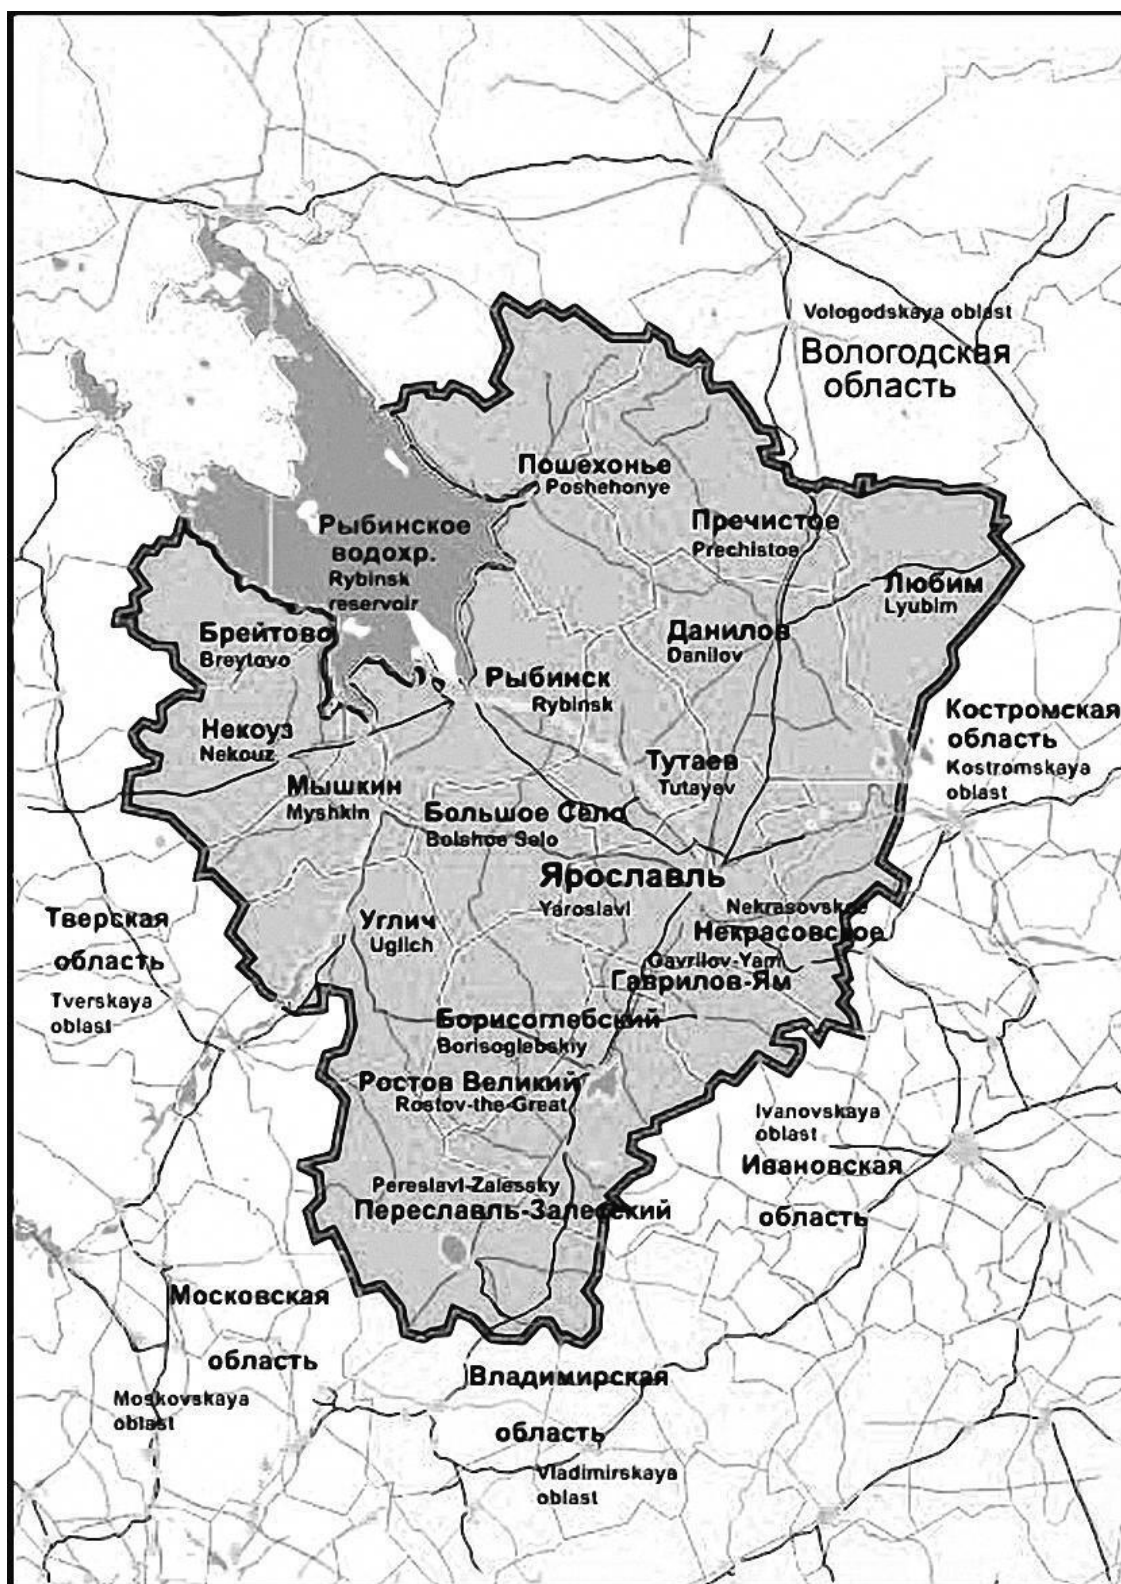 Vologodskaya oblast
Вологодская
область
Пошехонье
Poshehonye
Пречистое
Prechistoe
Рыбинское
водохр.
Rybinsk
reservoir
Любим
Lyubim
Брейтово
Breytovo
Данилов
Danilov
Рыбинск
Rybinsk
Некоуз
Nekouz
Костромская
область
Kostromskaya
oblast
Тутаев
Tutayev
Мышкин
Myshkin
Большое Село
Bolshoe Selo
Ярославль
Yaroslavl
Nekrasovskoe
Некрасовское
Углич
Uglich
Тверская
область
Tverskaya
oblast
Gavrilov-Yam
Гаврилов-Ям
Борисоглебский
Borisoglebskiy
Ростов Великий
Rostov-the-Great
Ivanovskaya
oblast
Ивановская
область
Pereslavl-Zalessky
Переславль-Залесский
Московская
область
Moskovskaya
oblast
Владимирская
область
Vladimirskaya
oblast